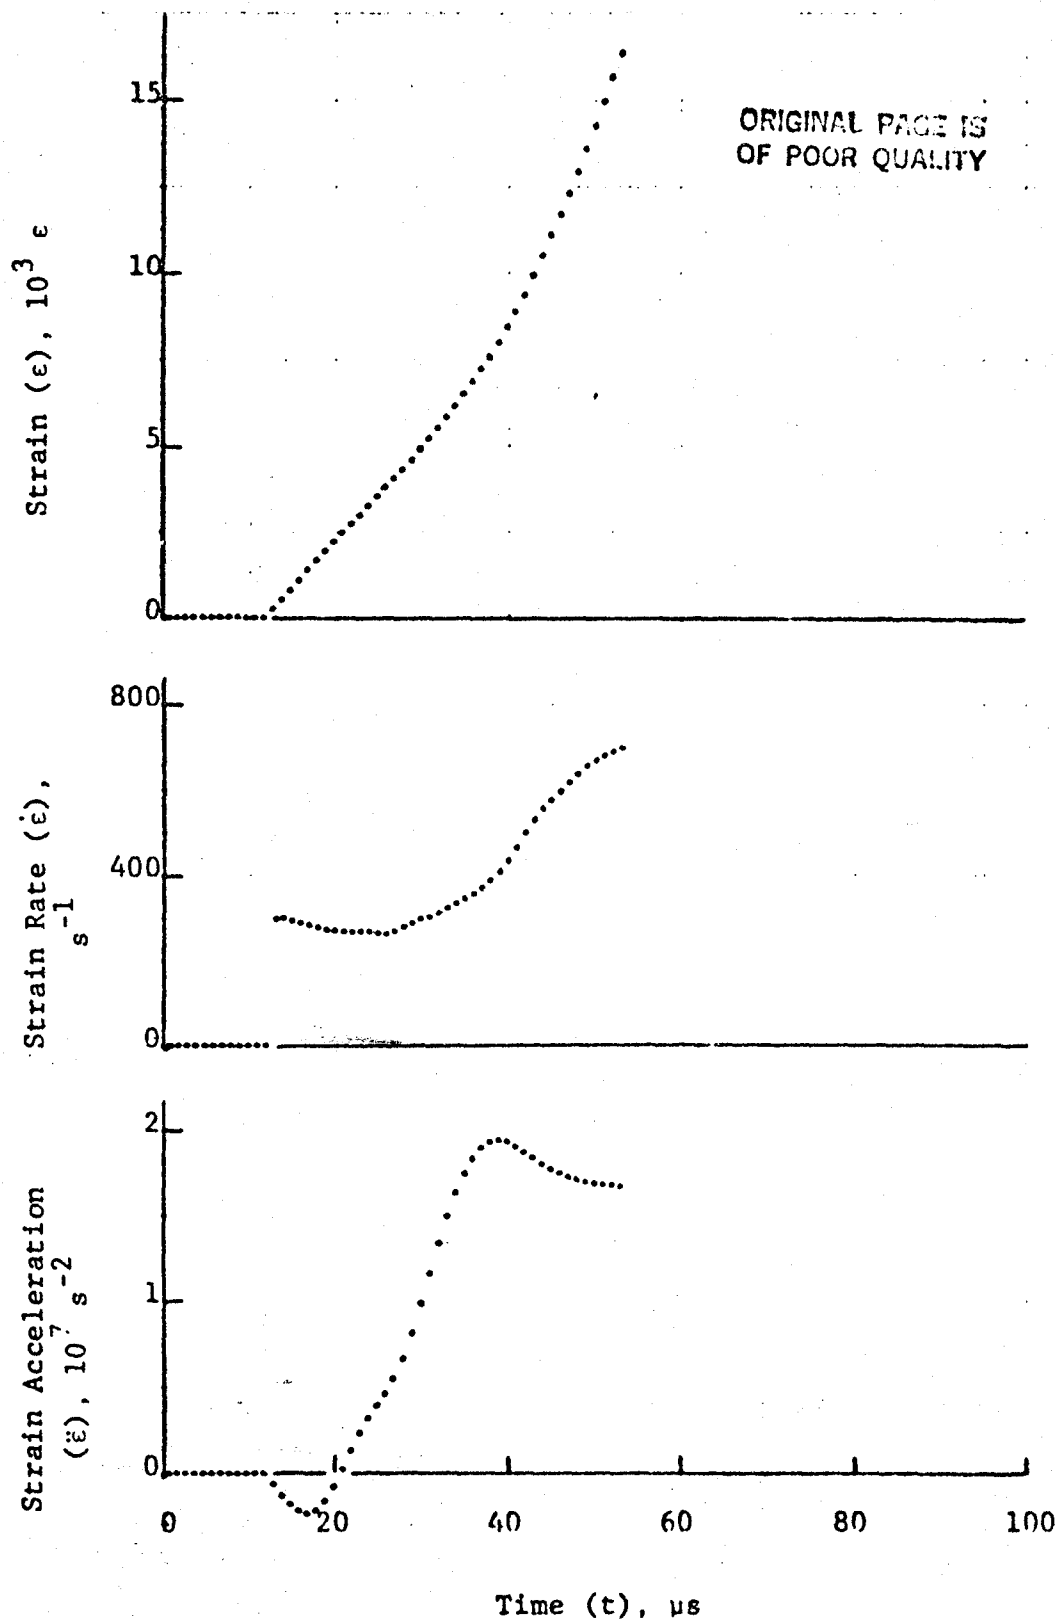 ORIGINAL PAGE IS
OF POOR QUALITY
Strain (ε), 10³ ε
15
10
5
0
Strain Rate (ε̇),
s⁻¹
800
400
0
Strain Acceleration
(ε̈), 10⁷ s⁻²
2
1
0
0 20 40 60 80 100
Time (t), μs